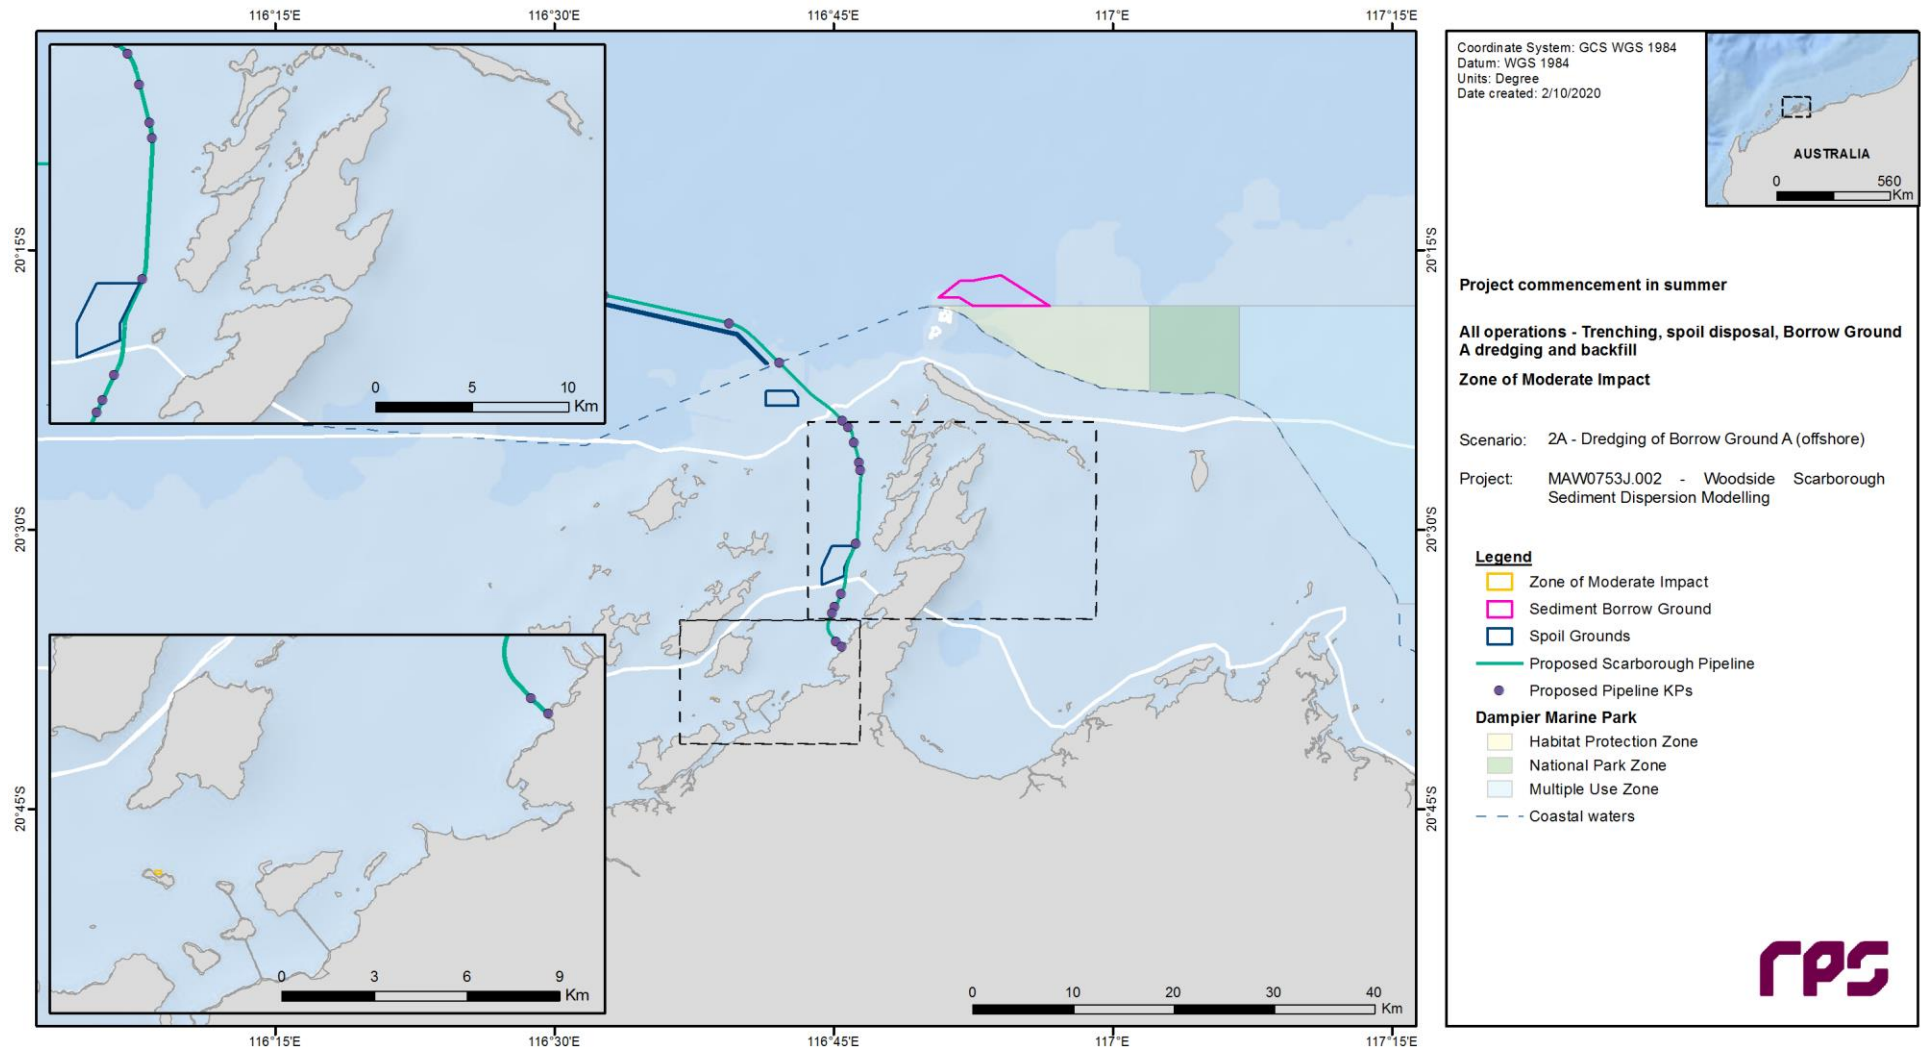 116°15'E
116°30'E
116°45'E
117°E
117°15'E
20°15'S
20°30'S
20°45'S
0 5 10
Km
0 3 6 9
Km
0 10 20 30 40
Km
20°15'S
20°30'S
20°45'S
116°15'E
116°30'E
116°45'E
117°E
117°15'E
Coordinate System: GCS WGS 1984
Datum: WGS 1984
Units: Degree
Date created: 2/10/2020
AUSTRALIA
0 560
Km
Project commencement in summer
All operations - Trenching, spoil disposal, Borrow Ground
A dredging and backfill
Zone of Moderate Impact
Scenario: 2A - Dredging of Borrow Ground A (offshore)
Project: MAW0753J.002 - Woodside Scarborough
Sediment Dispersion Modelling
Legend
Zone of Moderate Impact
Sediment Borrow Ground
Spoil Grounds
Proposed Scarborough Pipeline
Proposed Pipeline KPs
Dampier Marine Park
Habitat Protection Zone
National Park Zone
Multiple Use Zone
Coastal waters
rps